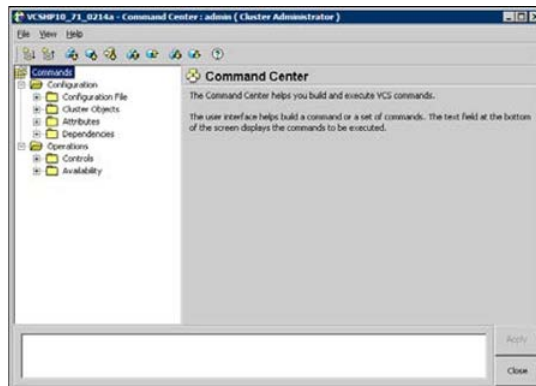 VCSHP10_71_0214a - Command Center : admin ( Cluster Administrator )
File View Help
Commands
Configuration
Configuration File
Cluster Objects
Attributes
Dependencies
Operations
Controls
Availability
Command Center
The Command Center helps you build and execute VCS commands.
The user interface helps build a command or a set of commands. The text field at the bottom
of the screen displays the commands to be executed.
Apply
Close